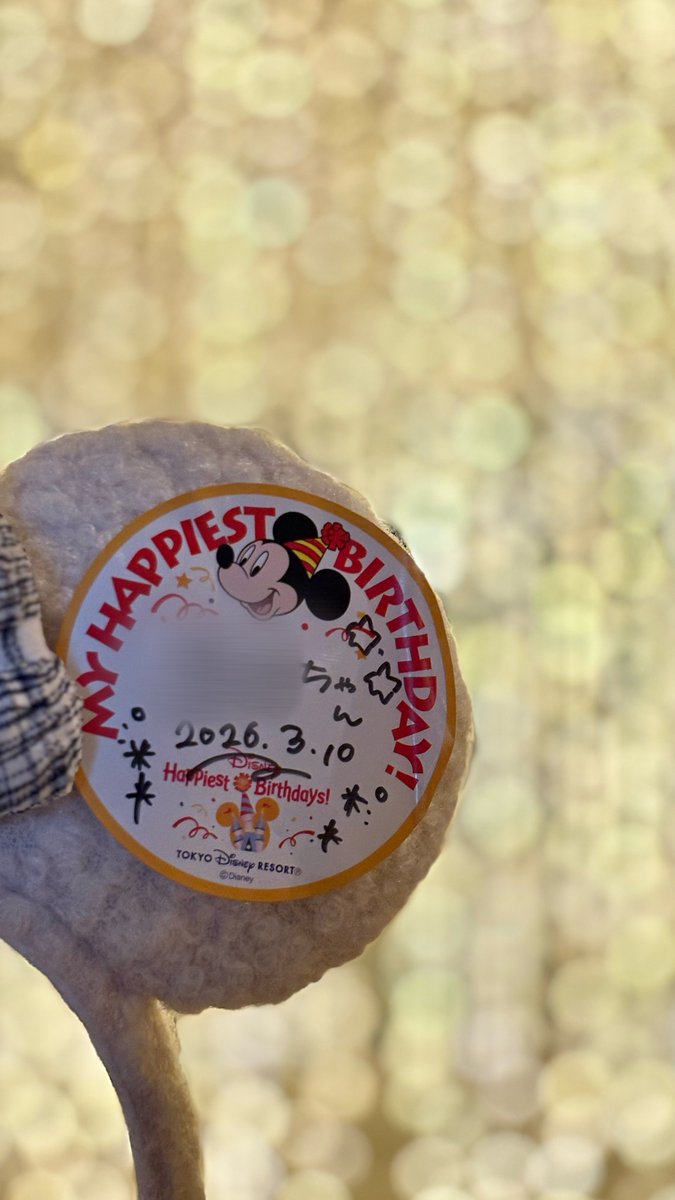 MY HAPPIEST BIRTHDAY!
ちゃん
2026.3.10
Disney
Happiest Birthdays!
TOKYO Disney RESORT®
©Disney